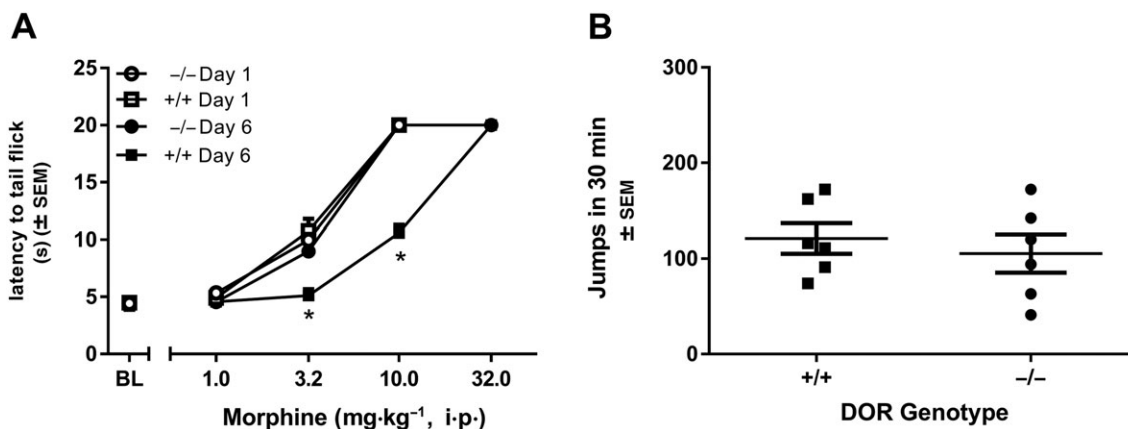 A
25
20
15
10
5
0
latency to tail flick
(s) (± SEM)
−/− Day 1
+/+ Day 1
−/− Day 6
+/+ Day 6
*
*
BL
1.0
3.2
10.0
32.0
Morphine (mg·kg⁻¹, i·p·)
B
300
200
100
0
Jumps in 30 min
± SEM
+/+
−/−
DOR Genotype